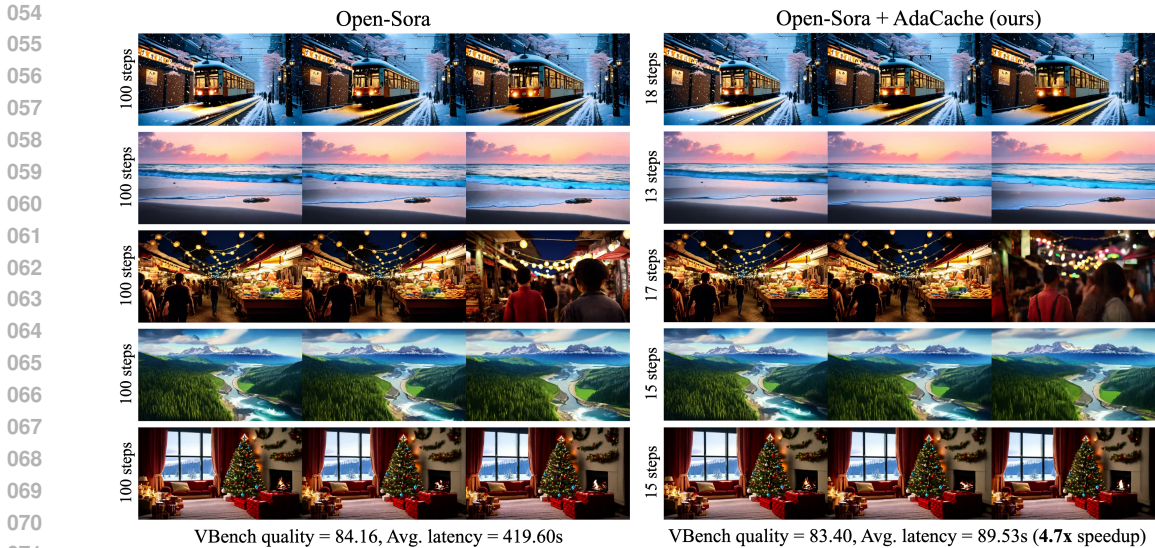 054
055
056
057
058
059
060
061
062
063
064
065
066
067
068
069
070
Open-Sora
100 steps
100 steps
100 steps
100 steps
100 steps
VBench quality = 84.16, Avg. latency = 419.60s
Open-Sora + AdaCache (ours)
18 steps
13 steps
17 steps
15 steps
15 steps
VBench quality = 83.40, Avg. latency = 89.53s (4.7x speedup)